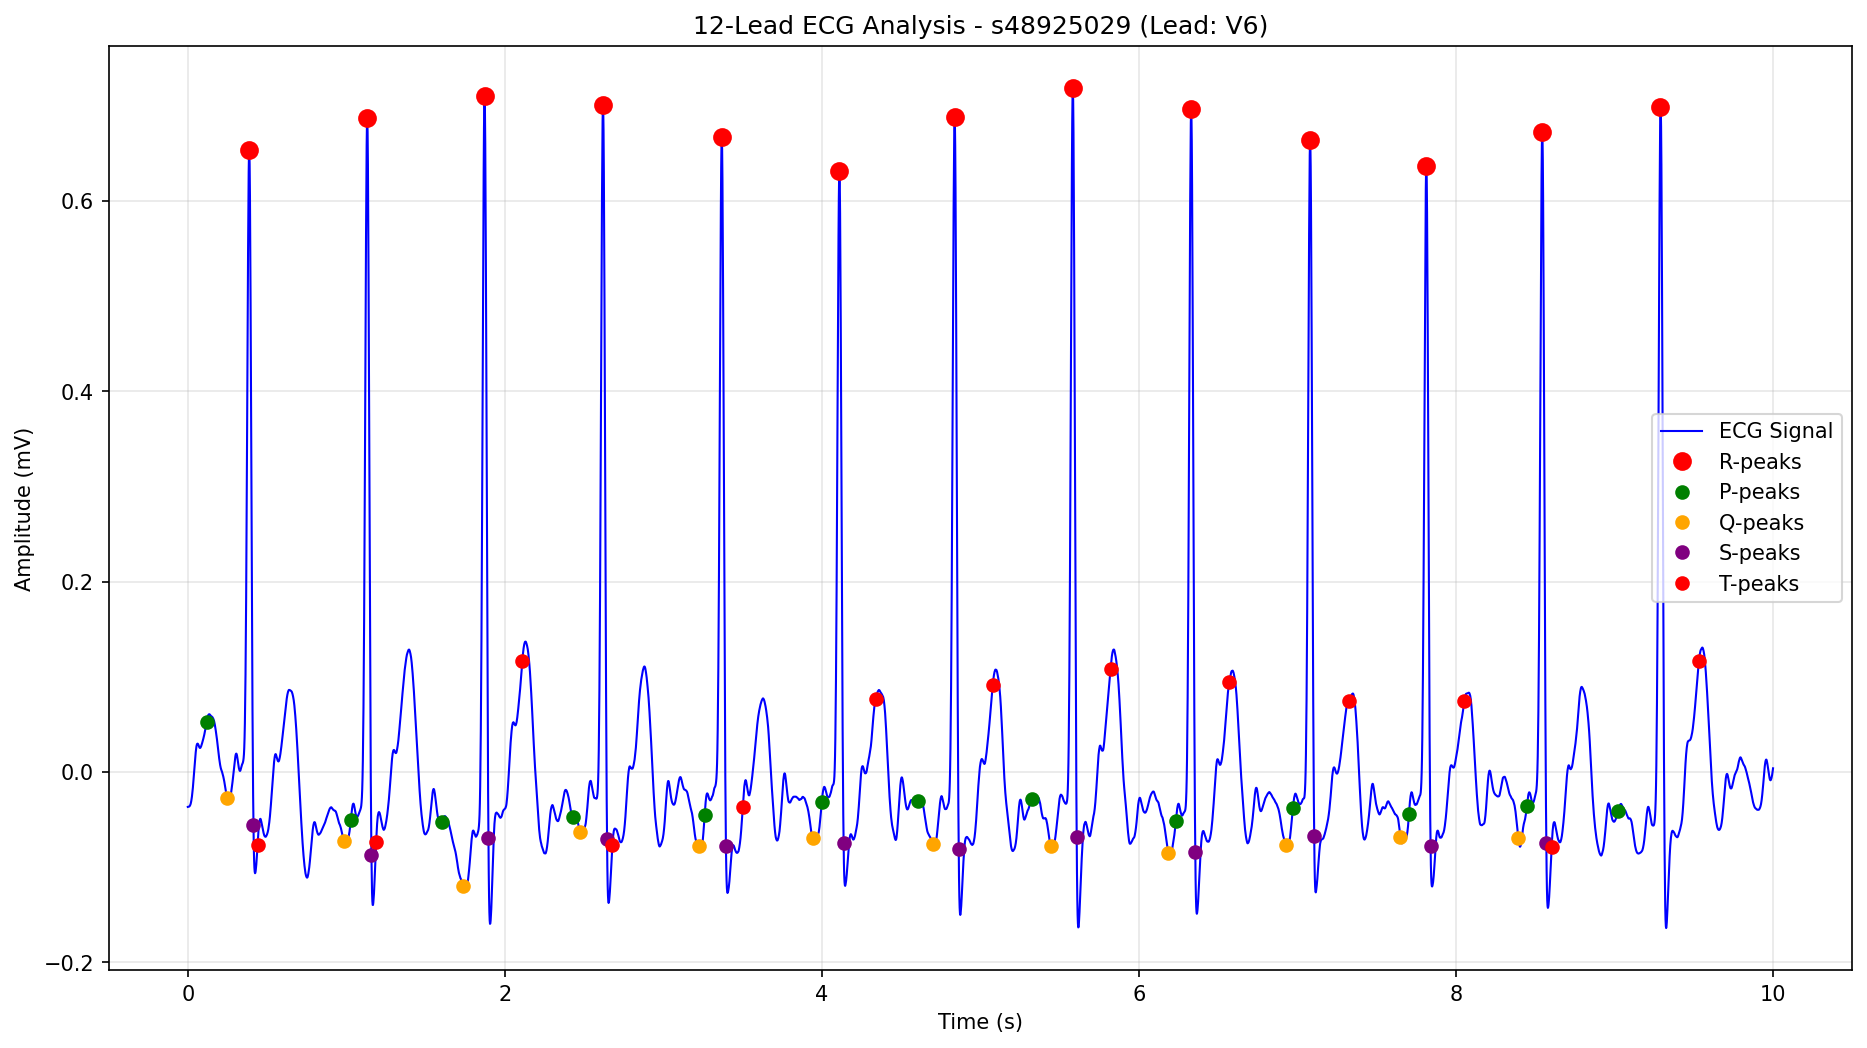 12-Lead ECG Analysis - s48925029 (Lead: V6)
Amplitude (mV)
0.6
0.4
0.2
0.0
−0.2
ECG Signal
R-peaks
P-peaks
Q-peaks
S-peaks
T-peaks
0 2 4 6 8 10
Time (s)